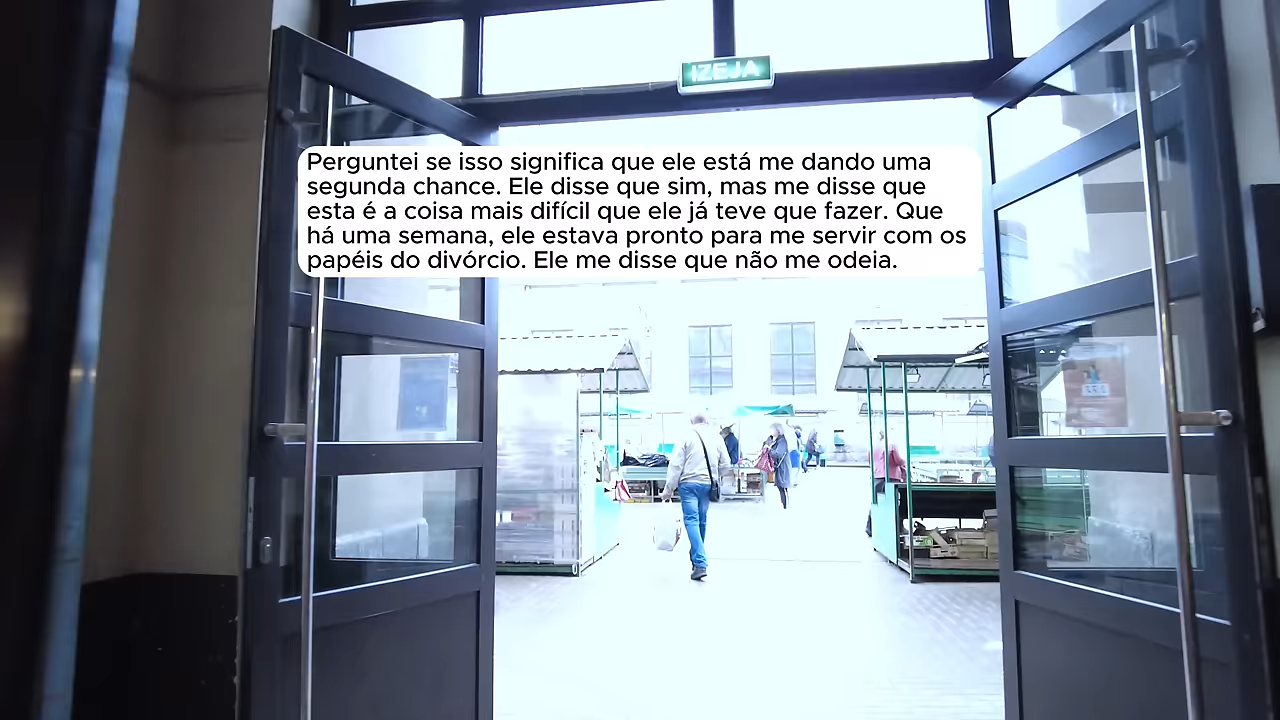 IZEJA
Perguntei se isso significa que ele está me dando uma
segunda chance. Ele disse que sim, mas me disse que
esta é a coisa mais difícil que ele já teve que fazer. Que
há uma semana, ele estava pronto para me servir com os
papéis do divórcio. Ele me disse que não me odeia.